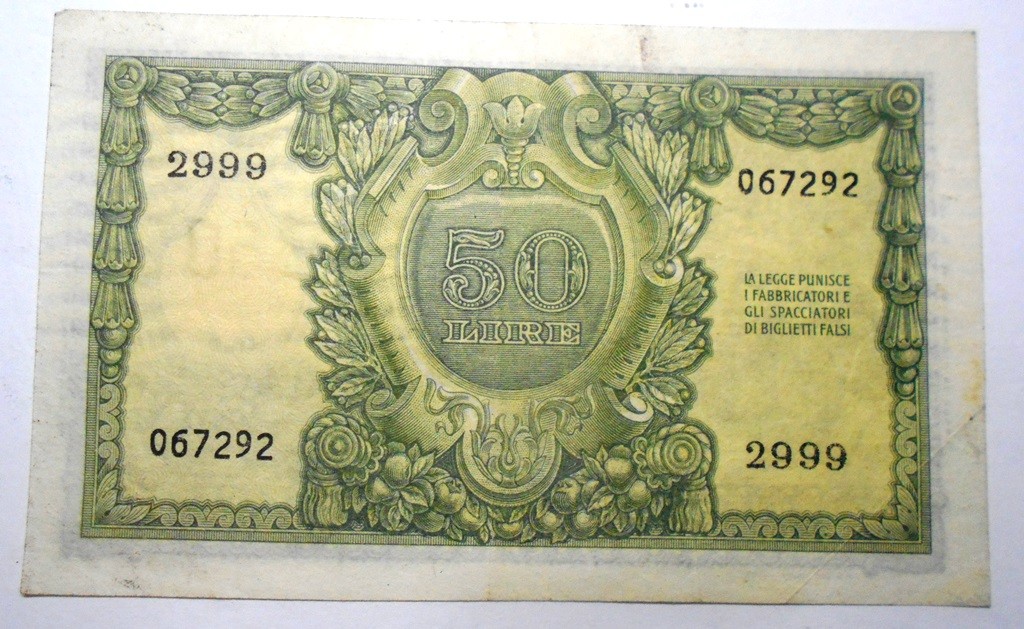 2999
067292
50
LIRE
LA LEGGE PUNISCE
I FABBRICATORI E
GLI SPACCIATORI
DI BIGLIETTI FALSI
067292
2999